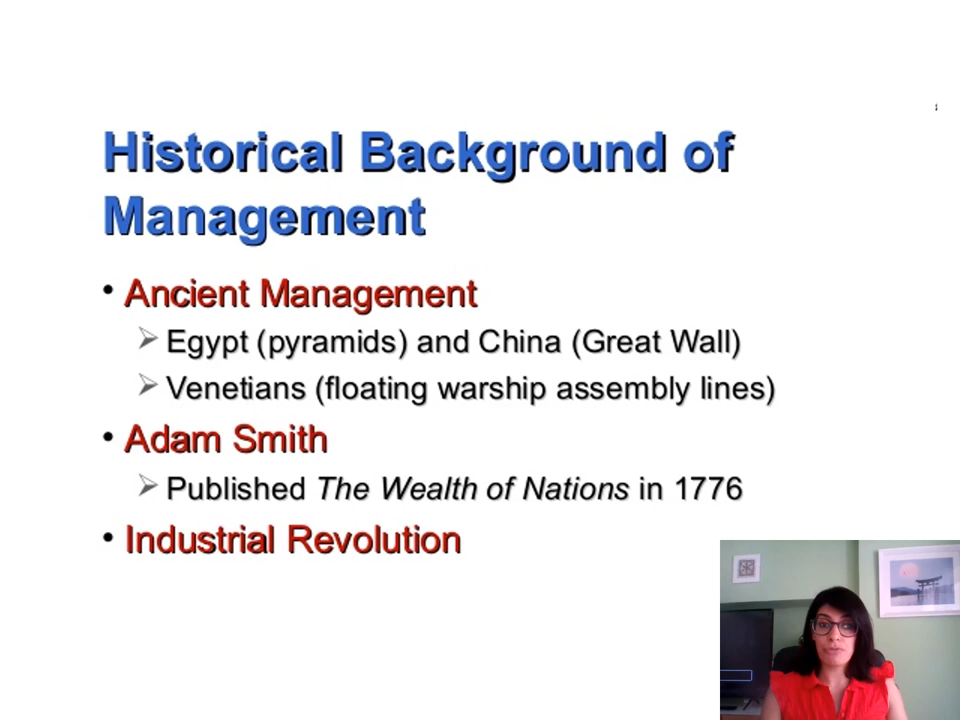 Historical Background of
Management
• Ancient Management
➢ Egypt (pyramids) and China (Great Wall)
➢ Venetians (floating warship assembly lines)
• Adam Smith
➢ Published The Wealth of Nations in 1776
• Industrial Revolution